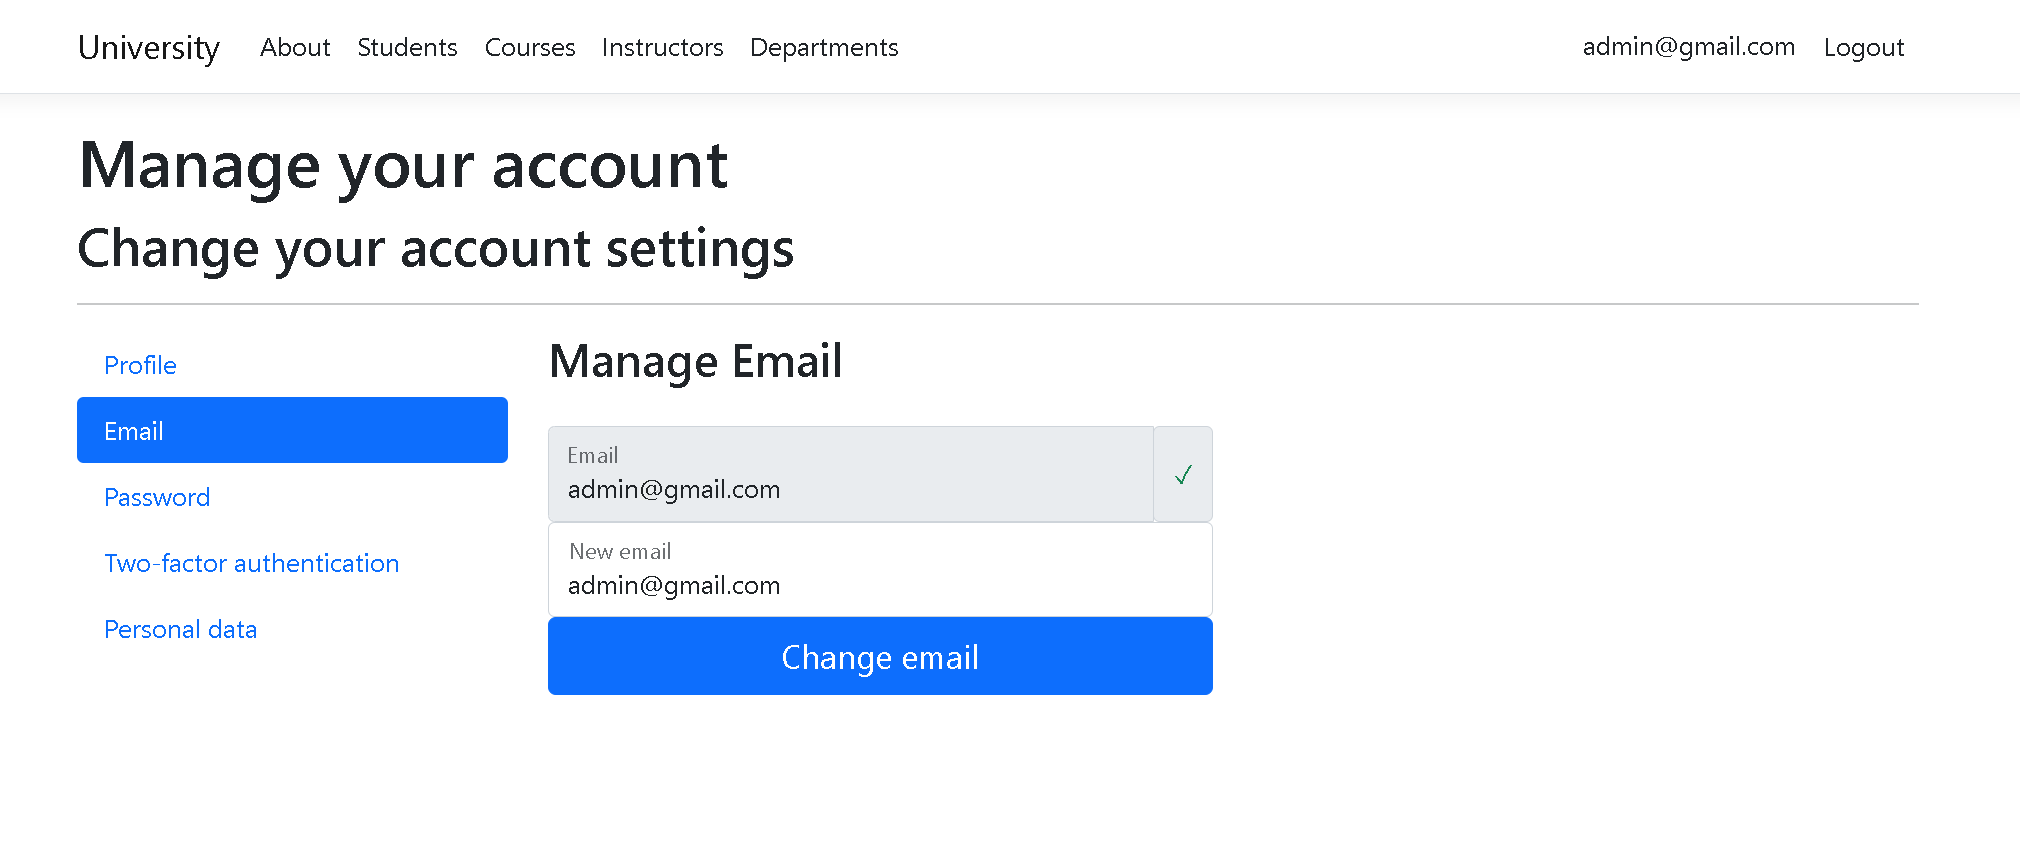 University About Students Courses Instructors Departments admin@gmail.com Logout
Manage your account
Change your account settings
Profile
Email
Password
Two-factor authentication
Personal data
Manage Email
Email
admin@gmail.com
✓
New email
admin@gmail.com
Change email